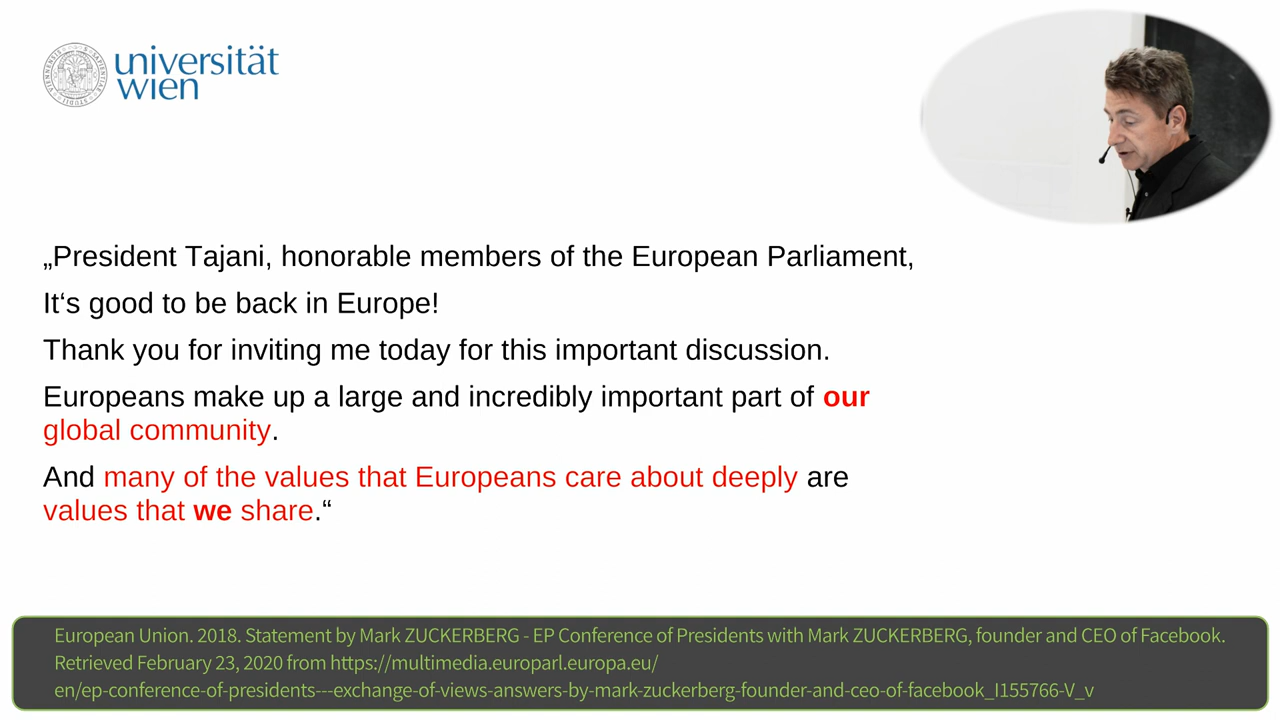 universität
wien
„President Tajani, honorable members of the European Parliament,
It‘s good to be back in Europe!
Thank you for inviting me today for this important discussion.
Europeans make up a large and incredibly important part of our
global community.
And many of the values that Europeans care about deeply are
values that we share.“
European Union. 2018. Statement by Mark ZUCKERBERG - EP Conference of Presidents with Mark ZUCKERBERG, founder and CEO of Facebook.
Retrieved February 23, 2020 from https://multimedia.europarl.europa.eu/
en/ep-conference-of-presidents---exchange-of-views-answers-by-mark-zuckerberg-founder-and-ceo-of-facebook_I155766-V_v